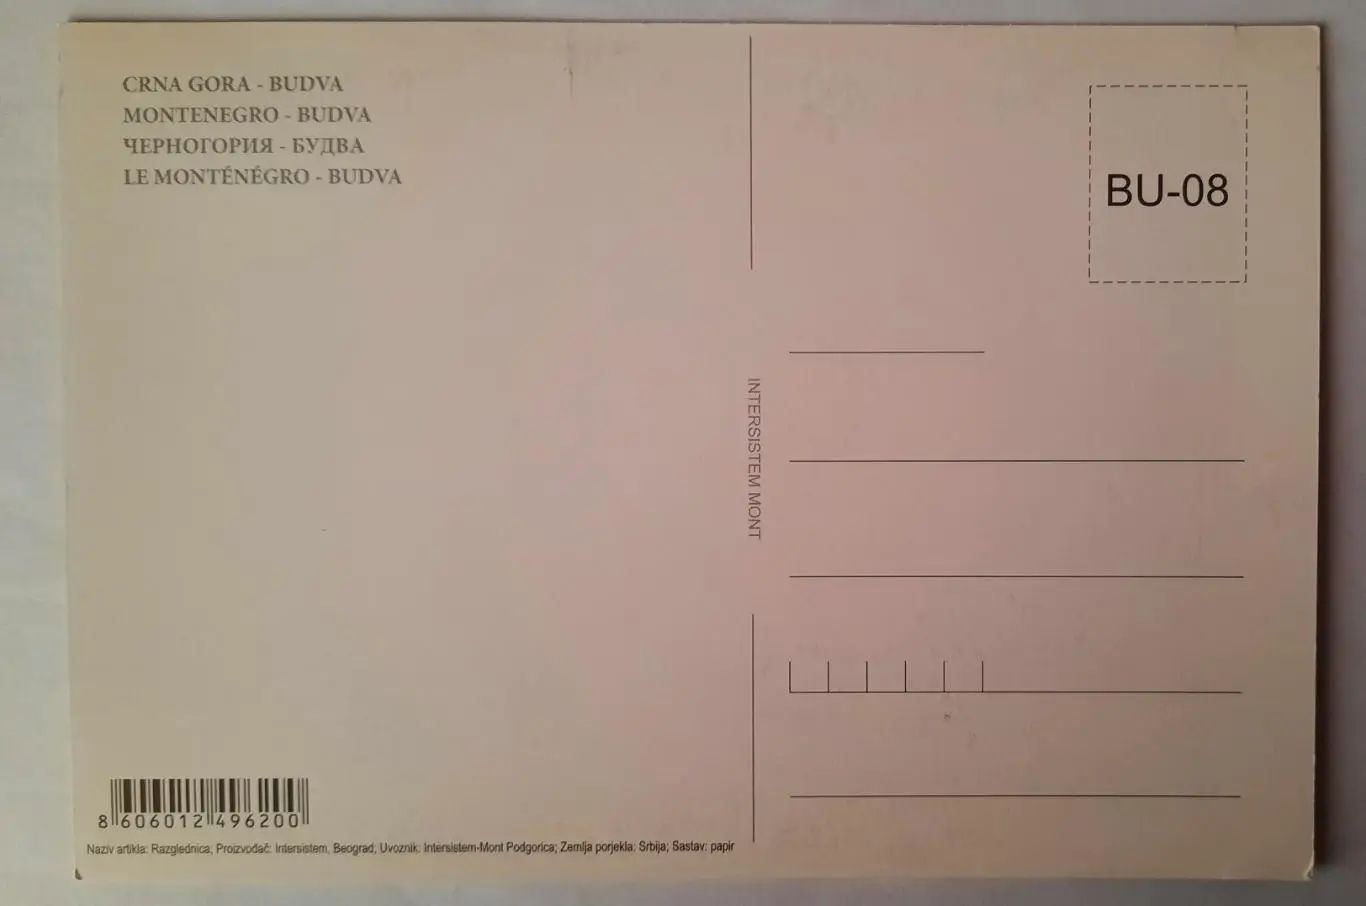 CRNA GORA - BUDVA
MONTENEGRO - BUDVA
ЧЕРНОГОРИЯ - БУДВА
LE MONTÉNÉGRO - BUDVA
BU-08
INTERSISTEM MONT
8 606012 496200
Naziv artikla: Razglednica; Proizvođač: Intersistem, Beograd; Uvoznik: Intersistem-Mont Podgorica; Zemlja porjekla: Srbija; Sastav: papir